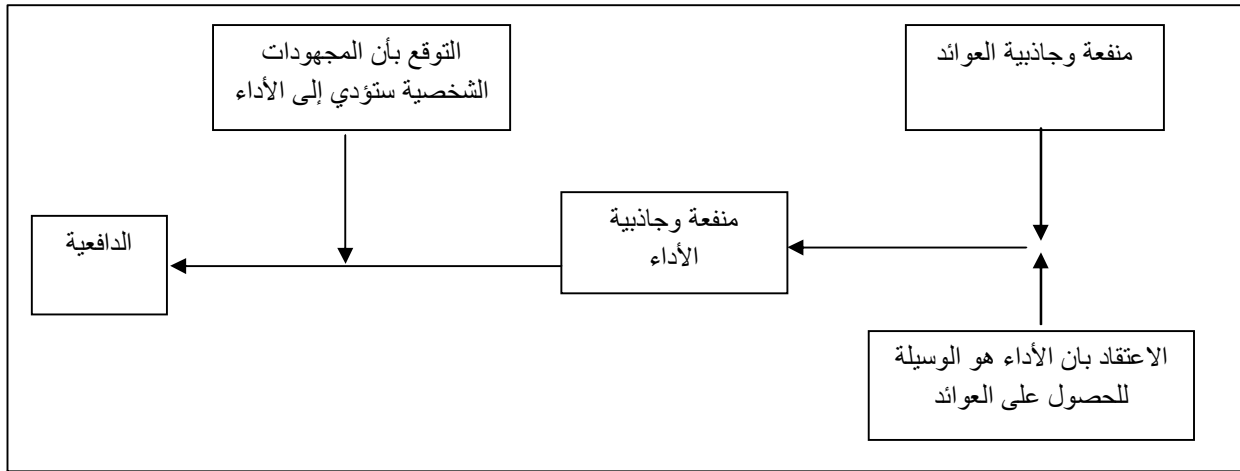 منفعة وجاذبية العوائد
التوقع بأن المجهودات
الشخصية ستؤدي إلى الأداء
منفعة وجاذبية
الأداء
الدافعية
الاعتقاد بان الأداء هو الوسيلة
للحصول على العوائد